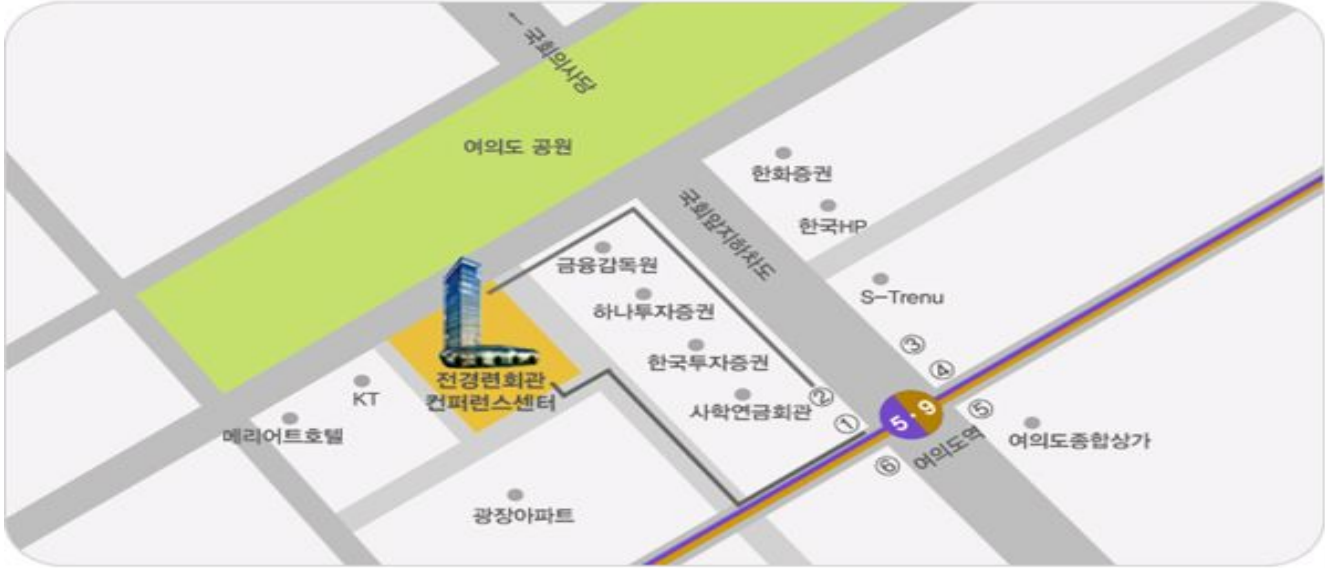 ← 국회의사당
여의도 공원
한화증권
한국HP
국회앞지하차도
금융감독원
S-Trenu
하나투자증권
③
한국투자증권
④
KT
전경련회관
컨퍼런스센터
②
사학연금회관
①
5·9
⑤
메리어트호텔
여의도역
여의도종합상가
⑥
광장아파트